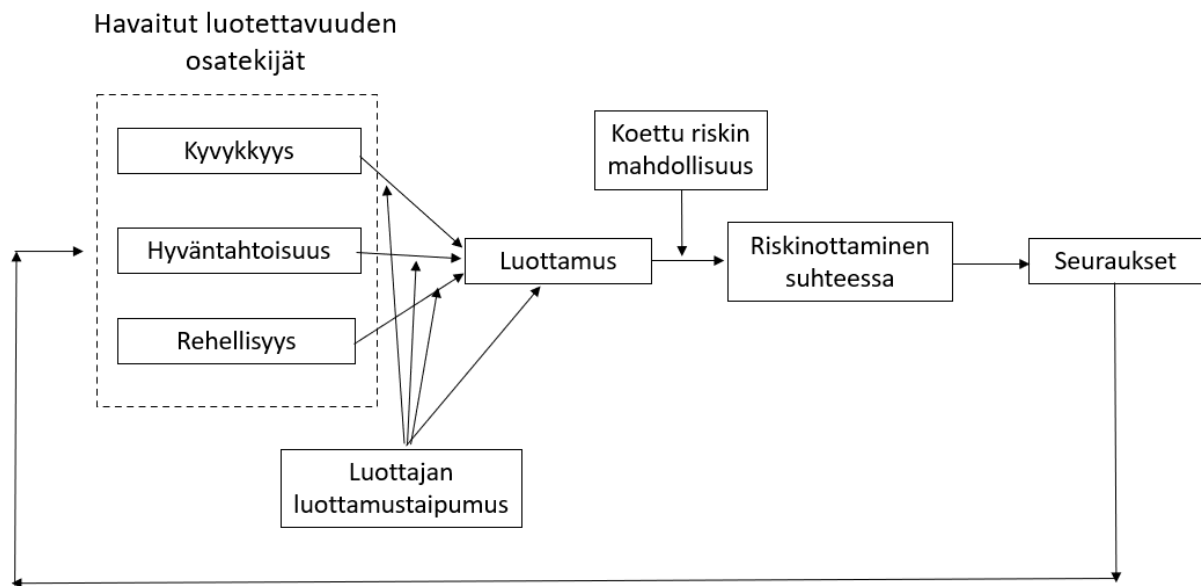 Havaitut luotettavuuden
osatekijät
Kyvykkyys
Hyväntahtoisuus
Rehellisyys
Luottajan
luottamustaipumus
Luottamus
Koettu riskin
mahdollisuus
Riskinottaminen
suhteessa
Seuraukset